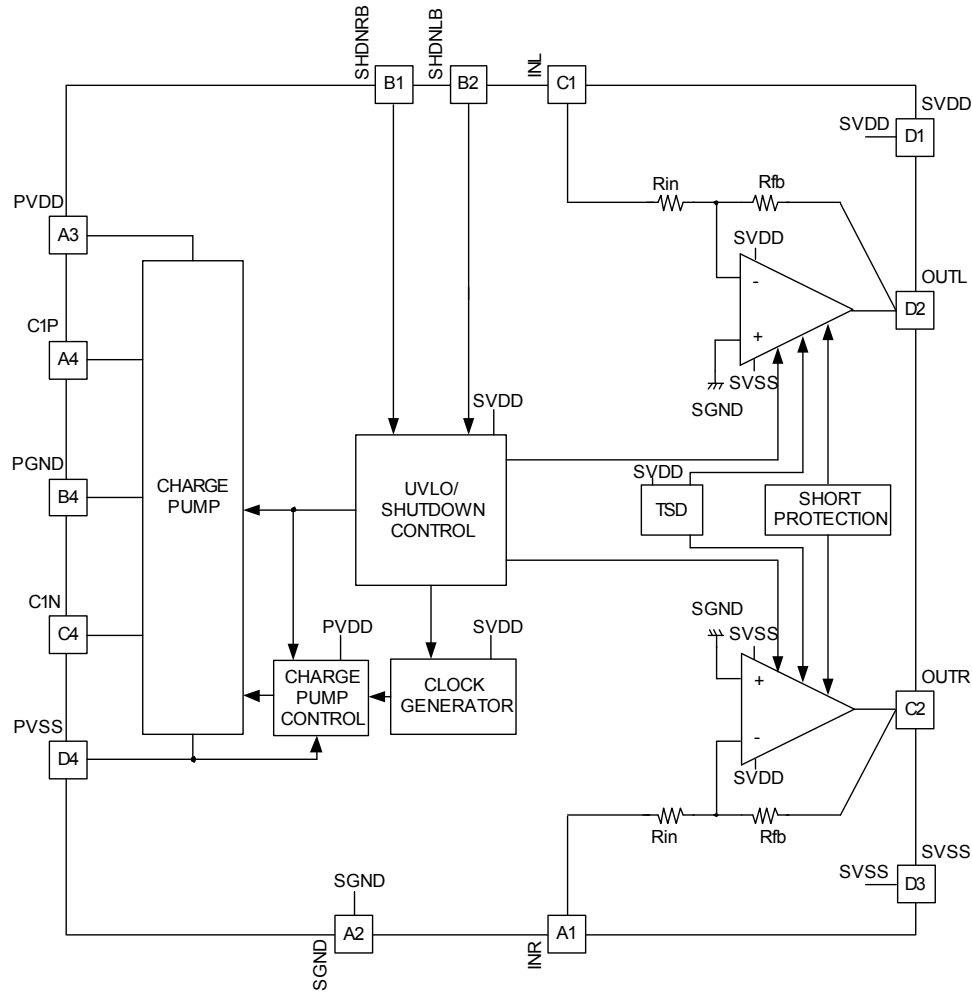 SHDNRB
B1
SHDNLB
B2
INL
C1
SVDD
SVDD
D1
PVDD
A3
Rin
Rfb
SVDD
-
+
SVSS
SGND
OUTL
D2
C1P
A4
PGND
B4
CHARGE
PUMP
SVDD
UVLO/
SHUTDOWN
CONTROL
SVDD
TSD
SHORT
PROTECTION
C1N
C4
PVDD
CHARGE
PUMP
CONTROL
SVDD
CLOCK
GENERATOR
SGND
SVSS
+
-
SVDD
OUTR
C2
PVSS
D4
Rin
Rfb
SVSS
SVSS
D3
SGND
SGND
A2
INR
A1